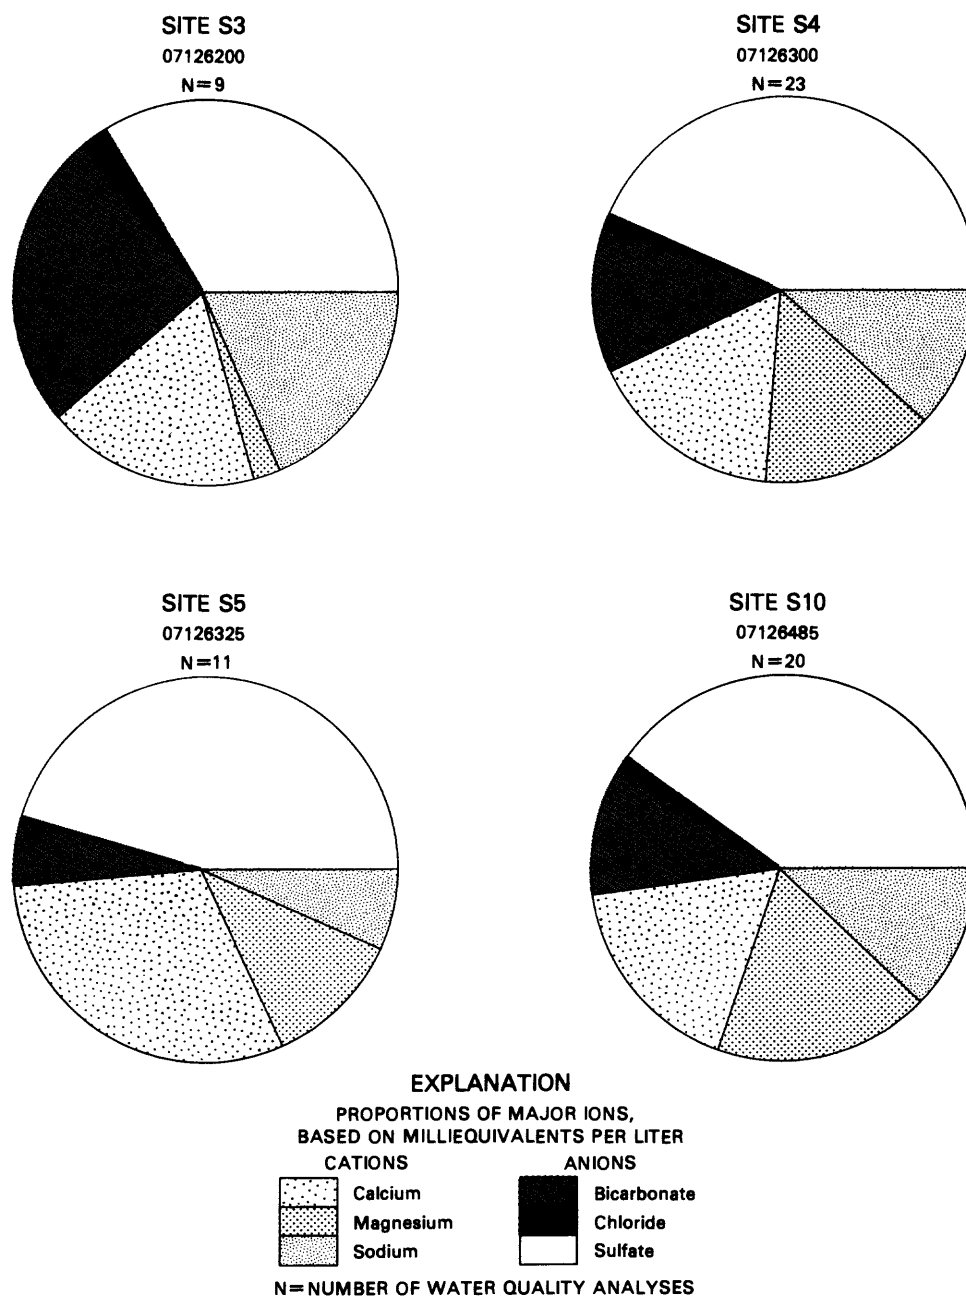 SITE S3
07126200
N=9
SITE S4
07126300
N=23
SITE S5
07126325
N=11
SITE S10
07126485
N=20
EXPLANATION
PROPORTIONS OF MAJOR IONS,
BASED ON MILLIEQUIVALENTS PER LITER
CATIONS
Calcium
Magnesium
Sodium
ANIONS
Bicarbonate
Chloride
Sulfate
N=NUMBER OF WATER QUALITY ANALYSES